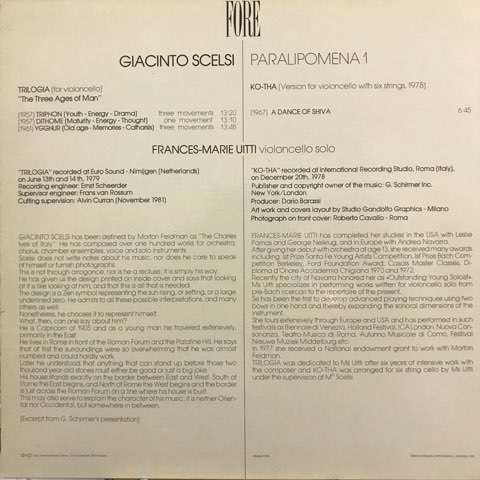 FORE
GIACINTO SCELSI
PARALIPOMENA 1
TRILOGIA (for violoncello)
"The Three Ages of Man"
(1957) TRIPHON (Youth - Energy - Drama) three movements 13:20
(1957) DITHOME (Maturity - Energy - Thought) one movement 13:10
(1961) YGGHUR (Old age - Memories - Catharsis) three movements 13:48
KO-THA (Version for violoncello with six strings, 1978)
(1967) A DANCE OF SHIVA 6:45
FRANCES-MARIE UITTI violoncello solo
"TRILOGIA" recorded at Euro Sound - Nimijgen (Netherlands)
on June 13th and 14 th, 1979
Recording engineer: Ernst Scheerder
Supervisor engineer: Frans van Rossum
Cutting supervision: Alvin Curran (November 1981)
"KO-THA" recorded at International Recording Studio, Roma (Italy),
on December 20th, 1978
Publisher and copyright owner of the music: G. Schirmer Inc.
New York/London
Producer: Dario Barassi
Art work and covers layout by Studio Gandolfo Graphics - Milano
Photograph on front cover: Roberto Cavallo - Roma
GIACINTO SCELSI has been defined by Morton Feldman as "The Charles
Ives of Italy". He has composed over one hundred works for orchestra,
chorus, chamber ensembles, voice and solo instruments.
Scelsi does not write notes about his music, nor does he care to speak
of himself or furnish photographs.
This is not through arrogance, nor is he a recluse, it is simply his way.
He has given us the design printed on inside cover and says that looking
at it is like looking at him, and that this is all that is needed.
The design is a Zen symbol representing the sun rising, or setting, or a large
underlined zero. He admits to all these possible interpretations, and many
others as well.
Nonetheless, he chooses it to represent himself.
What, then, can one say about him?
He is Capricorn of 1905 and as a young man he traveled extensively,
primarily in the East.
He lives in Rome in front of the Roman Forum and the Palatine Hill. He says
that at first the surroundings were so overwhelming that he was almost
numbed and could hardly work.
Later he understood that anything that can stand up before those two
thousand year-old stones must either be good or just a big joke.
His house stands exactly on the border between East and West. South of
Rome the East begins, and North of Rome the West begins and the border
is just across the Roman Forum on a line where his house is built.
This may also serve to explain the character of his music, it is neither Orien-
tal nor Occidental, but somewhere in between.
(Excerpt from G. Schirmer's presentation)
FRANCES-MARIE UITTI has completed her studies in the USA with Leslie
Parnas and George Neikrug, and in Europe with Andrea Navarra.
After giving her debut with orchestra at age 13, she received many awards
including: Ist Prize Santa Fe Young Artists Competition, Ist Prize Bach Com-
petition Berkeley, Ford Foundation Award, Casals Master Classes, Di-
ploma d'Onore Accademia Chigiana 1970 and 1972.
Recently the city of New York has honored her as «Outstanding Young Soloist».
Ms Uitti specializes in performing works written for violoncello solo from
pre-Bach ricercari to the present.
Se has been the first to develop advanced playing techniques using two
bows in one hand and thereby expanding the sonoral dimensions of the
instrument.
She tours extensively through Europe and USA, and has performed in such
festivals as Biennale di Venezia, Holland Festival, ICA London, Nuova Con-
sonanza, Teatro-Musica di Roma, Autunno Musicale di Como, Festival
Nieuwe Muziek Middelburg etc.
In 1977 she received a National endowment grant to work with Morton
Feldman.
TRILOGIA was dedicated to Ms Uitti after six years of intensive work with
the composer and KO-THA was arranged for six string cello by Ms Uitti
under the supervision of M° Scelsi.